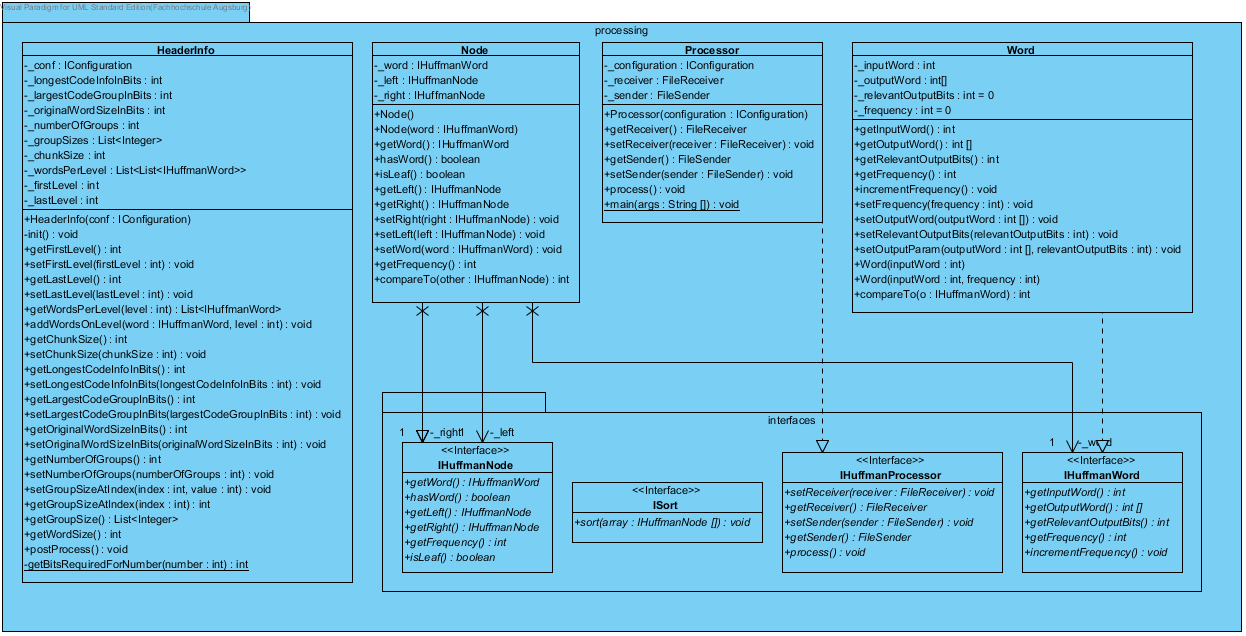 Visual Paradigm for UML Standard Edition(Fachhochschule Augsburg)
processing
HeaderInfo
-_conf : IConfiguration
-_longestCodeInfoInBits : int
-_largestCodeGroupInBits : int
-_originalWordSizeInBits : int
-_numberOfGroups : int
-_groupSizes : List<Integer>
-_chunkSize : int
-_wordsPerLevel : List<List<IHuffmanWord>>
-_firstLevel : int
-_lastLevel : int
+HeaderInfo(conf : IConfiguration)
-init() : void
+getFirstLevel() : int
+setFirstLevel(firstLevel : int) : void
+getLastLevel() : int
+setLastLevel(lastLevel : int) : void
+getWordsPerLevel(level : int) : List<IHuffmanWord>
+addWordsOnLevel(word : IHuffmanWord, level : int) : void
+getChunkSize() : int
+setChunkSize(chunkSize : int) : void
+getLongestCodeInfoInBits() : int
+setLongestCodeInfoInBits(longestCodeInfoInBits : int) : void
+getLargestCodeGroupInBits() : int
+setLargestCodeGroupInBits(largestCodeGroupInBits : int) : void
+getOriginalWordSizeInBits() : int
+setOriginalWordSizeInBits(originalWordSizeInBits : int) : void
+getNumberOfGroups() : int
+setNumberOfGroups(numberOfGroups : int) : void
+setGroupSizeAtIndex(index : int, value : int) : void
+getGroupSizeAtIndex(index : int) : int
+getGroupSize() : List<Integer>
+getWordSize() : int
+postProcess() : void
-getBitsRequiredForNumber(number : int) : int
Node
-_word : IHuffmanWord
-_left : IHuffmanNode
-_right : IHuffmanNode
+Node()
+Node(word : IHuffmanWord)
+getWord() : IHuffmanWord
+hasWord() : boolean
+isLeaf() : boolean
+getLeft() : IHuffmanNode
+getRight() : IHuffmanNode
+setRight(right : IHuffmanNode) : void
+setLeft(left : IHuffmanNode) : void
+setWord(word : IHuffmanWord) : void
+getFrequency() : int
+compareTo(other : IHuffmanNode) : int
Processor
-_configuration : IConfiguration
-_receiver : FileReceiver
-_sender : FileSender
+Processor(configuration : IConfiguration)
+getReceiver() : FileReceiver
+setReceiver(receiver : FileReceiver) : void
+getSender() : FileSender
+setSender(sender : FileSender) : void
+process() : void
+main(args : String []) : void
Word
-_inputWord : int
-_outputWord : int[]
-_relevantOutputBits : int = 0
-_frequency : int = 0
+getInputWord() : int
+getOutputWord() : int []
+getRelevantOutputBits() : int
+getFrequency() : int
+incrementFrequency() : void
+setFrequency(frequency : int) : void
+setOutputWord(outputWord : int []) : void
+setRelevantOutputBits(relevantOutputBits : int) : void
+setOutputParam(outputWord : int [], relevantOutputBits : int) : void
+Word(inputWord : int)
+Word(inputWord : int, frequency : int)
+compareTo(o : IHuffmanWord) : int
interfaces
1 -_right 1 -_left
1 -_word
<<Interface>>
IHuffmanNode
+getWord() : IHuffmanWord
+hasWord() : boolean
+getLeft() : IHuffmanNode
+getRight() : IHuffmanNode
+getFrequency() : int
+isLeaf() : boolean
<<Interface>>
ISort
+sort(array : IHuffmanNode []) : void
<<Interface>>
IHuffmanProcessor
+setReceiver(receiver : FileReceiver) : void
+getReceiver() : FileReceiver
+setSender(sender : FileSender) : void
+getSender() : FileSender
+process() : void
<<Interface>>
IHuffmanWord
+getInputWord() : int
+getOutputWord() : int []
+getRelevantOutputBits() : int
+getFrequency() : int
+incrementFrequency() : void